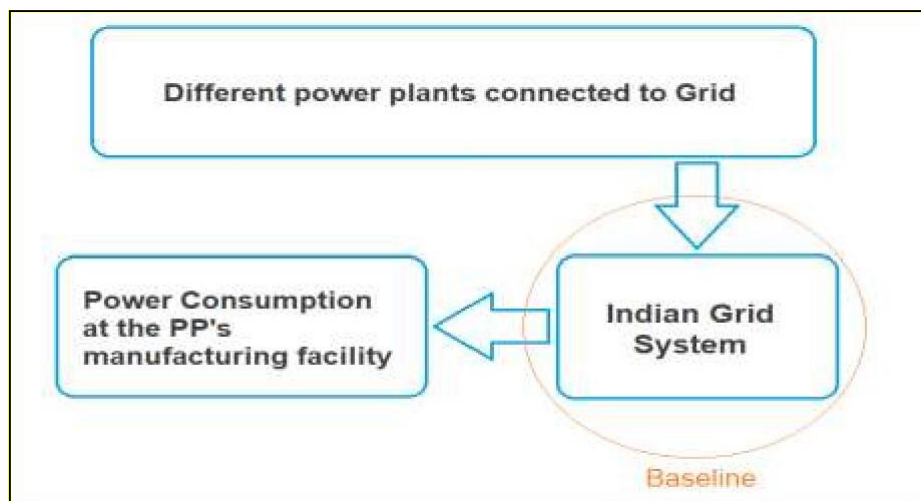 Different power plants connected to Grid
Power Consumption
at the PP's
manufacturing facility
Indian Grid
System
Baseline